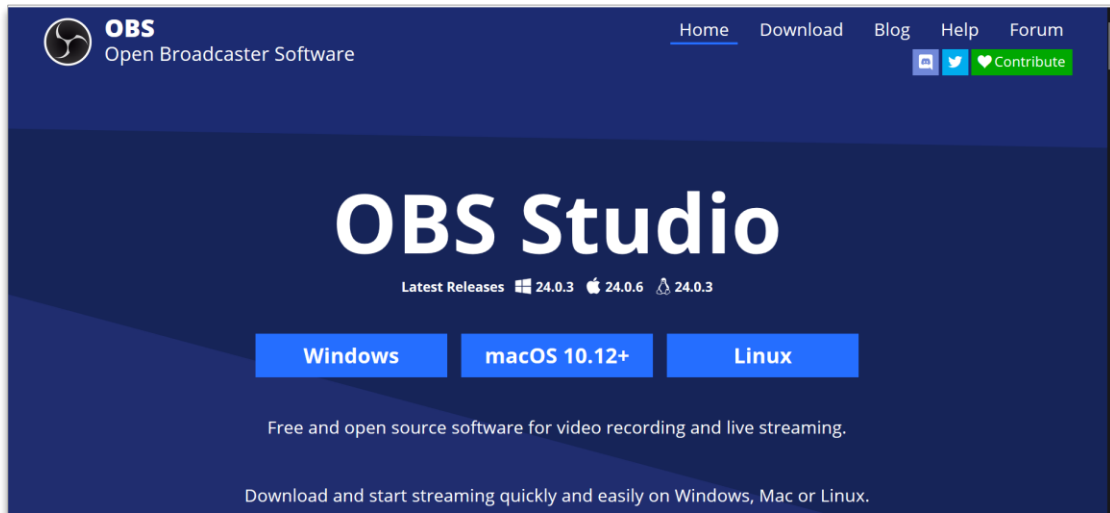 OBS
Open Broadcaster Software
Home Download Blog Help Forum
Contribute
OBS Studio
Latest Releases 24.0.3 24.0.6 24.0.3
Windows macOS 10.12+ Linux
Free and open source software for video recording and live streaming.
Download and start streaming quickly and easily on Windows, Mac or Linux.